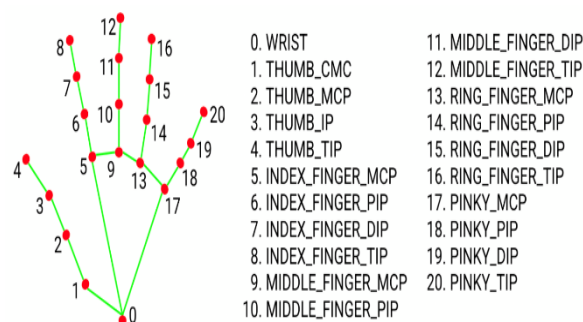 12
8
16
11
7
15
20
6
10
14
19
4
5
9
13
18
3
17
2
1
0
0. WRIST
1. THUMB_CMC
2. THUMB_MCP
3. THUMB_IP
4. THUMB_TIP
5. INDEX_FINGER_MCP
6. INDEX_FINGER_PIP
7. INDEX_FINGER_DIP
8. INDEX_FINGER_TIP
9. MIDDLE_FINGER_MCP
10. MIDDLE_FINGER_PIP
11. MIDDLE_FINGER_DIP
12. MIDDLE_FINGER_TIP
13. RING_FINGER_MCP
14. RING_FINGER_PIP
15. RING_FINGER_DIP
16. RING_FINGER_TIP
17. PINKY_MCP
18. PINKY_PIP
19. PINKY_DIP
20. PINKY_TIP